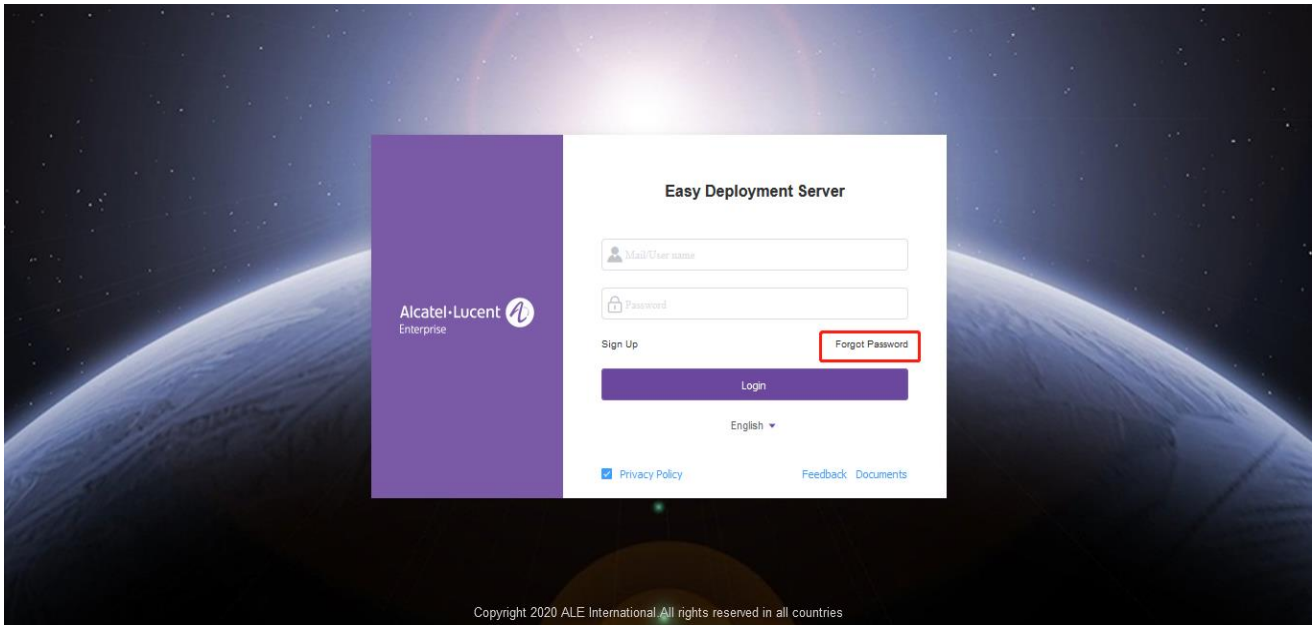 Easy Deployment Server
Mail/User name
Alcatel·Lucent
Enterprise
Password
Sign Up
Forgot Password
Login
English
Privacy Policy
Feedback Documents
Copyright 2020 ALE International.All rights reserved in all countries